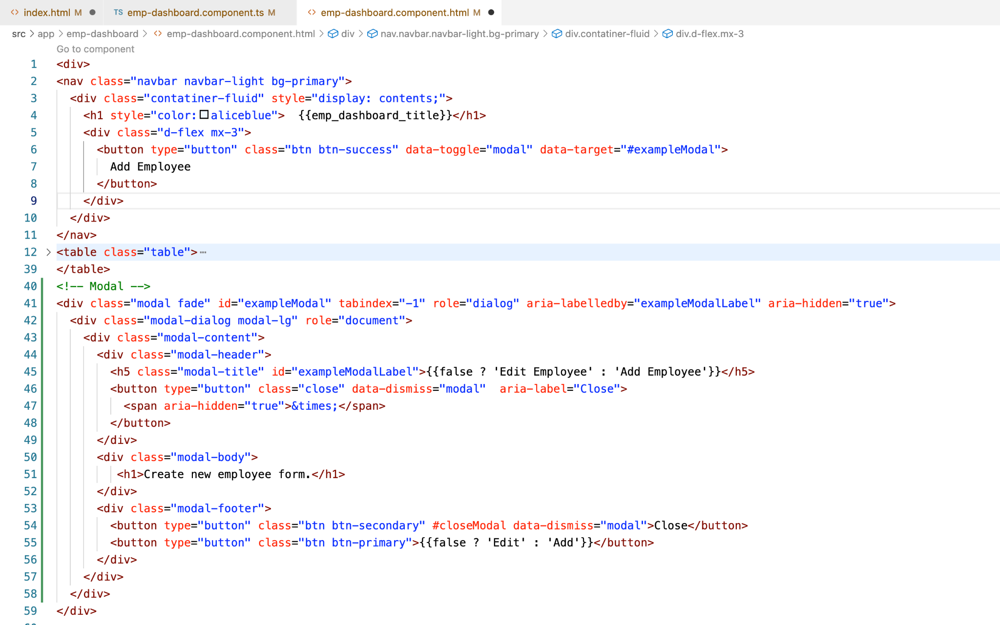 <> index.html M ●   TS emp-dashboard.component.ts M   <> emp-dashboard.component.html M ●
src > app > emp-dashboard > <> emp-dashboard.component.html > div > nav.navbar.navbar-light.bg-primary > div.contatiner-fluid > div.d-flex.mx-3
Go to component
1 <div>
2 <nav class="navbar navbar-light bg-primary">
3   <div class="contatiner-fluid" style="display: contents;">
4     <h1 style="color:aliceblue">  {{emp_dashboard_title}}</h1>
5     <div class="d-flex mx-3">
6       <button type="button" class="btn btn-success" data-toggle="modal" data-target="#exampleModal">
7         Add Employee
8       </button>
9     </div>
10   </div>
11 </nav>
12 > <table class="table">⋯
39 </table>
40 <!-- Modal -->
41 <div class="modal fade" id="exampleModal" tabindex="-1" role="dialog" aria-labelledby="exampleModalLabel" aria-hidden="true">
42   <div class="modal-dialog modal-lg" role="document">
43     <div class="modal-content">
44       <div class="modal-header">
45         <h5 class="modal-title" id="exampleModalLabel">{{false ? 'Edit Employee' : 'Add Employee'}}</h5>
46         <button type="button" class="close" data-dismiss="modal"  aria-label="Close">
47           <span aria-hidden="true">&times;</span>
48         </button>
49       </div>
50       <div class="modal-body">
51          <h1>Create new employee form.</h1>
52       </div>
53       <div class="modal-footer">
54         <button type="button" class="btn btn-secondary" #closeModal data-dismiss="modal">Close</button>
55         <button type="button" class="btn btn-primary">{{false ? 'Edit' : 'Add'}}</button>
56       </div>
57     </div>
58   </div>
59 </div>